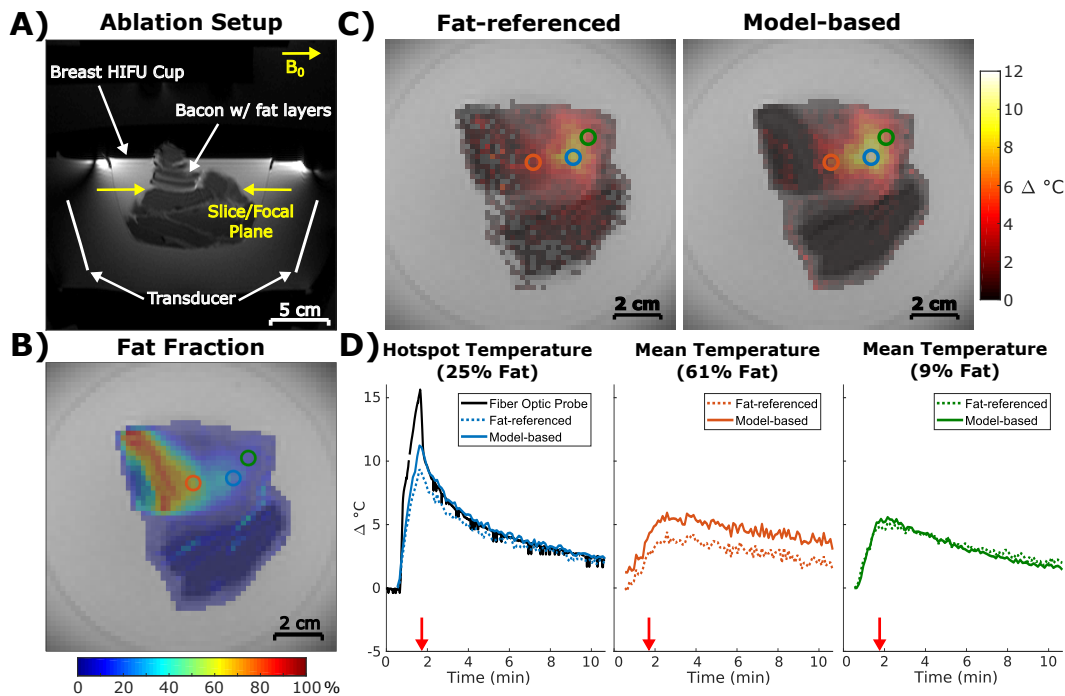 A)
Ablation Setup
B₀
Breast HIFU Cup
Bacon w/ fat layers
Slice/Focal
Plane
Transducer
5 cm
B)
Fat Fraction
2 cm
0 20 40 60 80 100 %
C)
Fat-referenced
Model-based
2 cm
2 cm
12
10
8
6
4
2
0
Δ °C
D)
Hotspot Temperature
(25% Fat)
Fiber Optic Probe
Fat-referenced
Model-based
15
10
5
0
-5
Δ °C
0 2 4 6 8 10
Time (min)
Mean Temperature
(61% Fat)
Fat-referenced
Model-based
0 2 4 6 8 10
Time (min)
Mean Temperature
(9% Fat)
Fat-referenced
Model-based
0 2 4 6 8 10
Time (min)